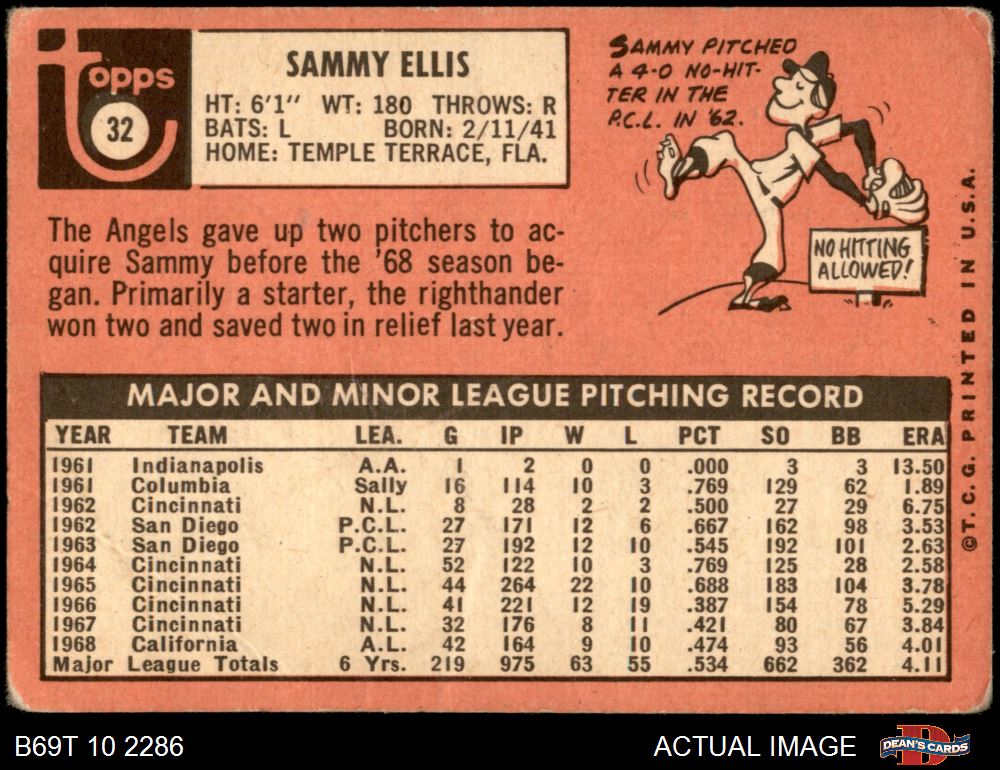 topps
32
SAMMY ELLIS
HT: 6'1" WT: 180 THROWS: R
BATS: L BORN: 2/11/41
HOME: TEMPLE TERRACE, FLA.
SAMMY PITCHED
A 4-0 NO-HIT-
TER IN THE
P.C.L. IN '62.
NO HITTING
ALLOWED!
The Angels gave up two pitchers to ac-
quire Sammy before the '68 season be-
gan. Primarily a starter, the righthander
won two and saved two in relief last year.
MAJOR AND MINOR LEAGUE PITCHING RECORD
YEAR TEAM LEA. G IP W L PCT SO BB ERA
1961 Indianapolis A.A. 1 2 0 0 .000 3 3 13.50
1961 Columbia Sally 16 114 10 3 .769 129 62 1.89
1962 Cincinnati N.L. 8 28 2 2 .500 27 29 6.75
1962 San Diego P.C.L. 27 171 12 6 .667 162 98 3.53
1963 San Diego P.C.L. 27 192 12 10 .545 192 101 2.63
1964 Cincinnati N.L. 52 122 10 3 .769 125 28 2.58
1965 Cincinnati N.L. 44 264 22 10 .688 183 104 3.78
1966 Cincinnati N.L. 41 221 12 19 .387 154 78 5.29
1967 Cincinnati N.L. 32 176 8 11 .421 80 67 3.84
1968 California A.L. 42 164 9 10 .474 93 56 4.01
Major League Totals 6 Yrs. 219 975 63 55 .534 662 362 4.11
© T. C. G. PRINTED IN U.S.A.
B69T 10 2286
ACTUAL IMAGE
D
DEAN'S CARDS